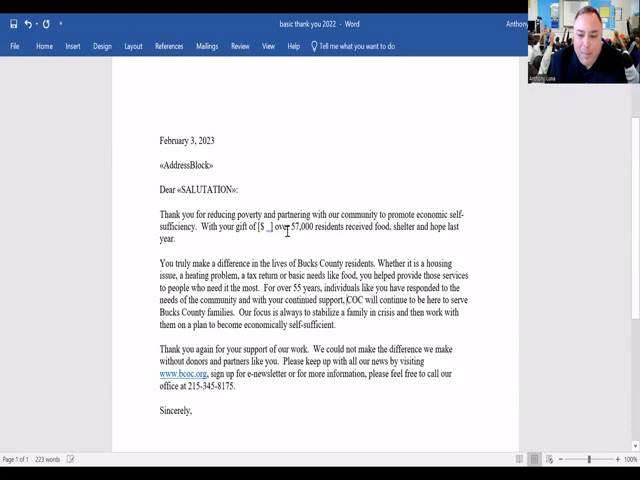 basic thank you 2022 - Word
Anthony
File Home Insert Design Layout References Mailings Review View Help Tell me what you want to do
Anthony Luna
February 3, 2023
«AddressBlock»
Dear «SALUTATION»:
Thank you for reducing poverty and partnering with our community to promote economic self-
sufficiency. With your gift of [$ _] over 57,000 residents received food, shelter and hope last
year.
You truly make a difference in the lives of Bucks County residents. Whether it is a housing
issue, a heating problem, a tax return or basic needs like food, you helped provide those services
to people who need it the most. For over 55 years, individuals like you have responded to the
needs of the community and with your continued support, COC will continue to be here to serve
Bucks County families. Our focus is always to stabilize a family in crisis and then work with
them on a plan to become economically self-sufficient.
Thank you again for your support of our work. We could not make the difference we make
without donors and partners like you. Please keep up with all our news by visiting
www.bcoc.org, sign up for e-newsletter or for more information, please feel free to call our
office at 215-345-8175.
Sincerely,
Page 1 of 1 223 words 100%